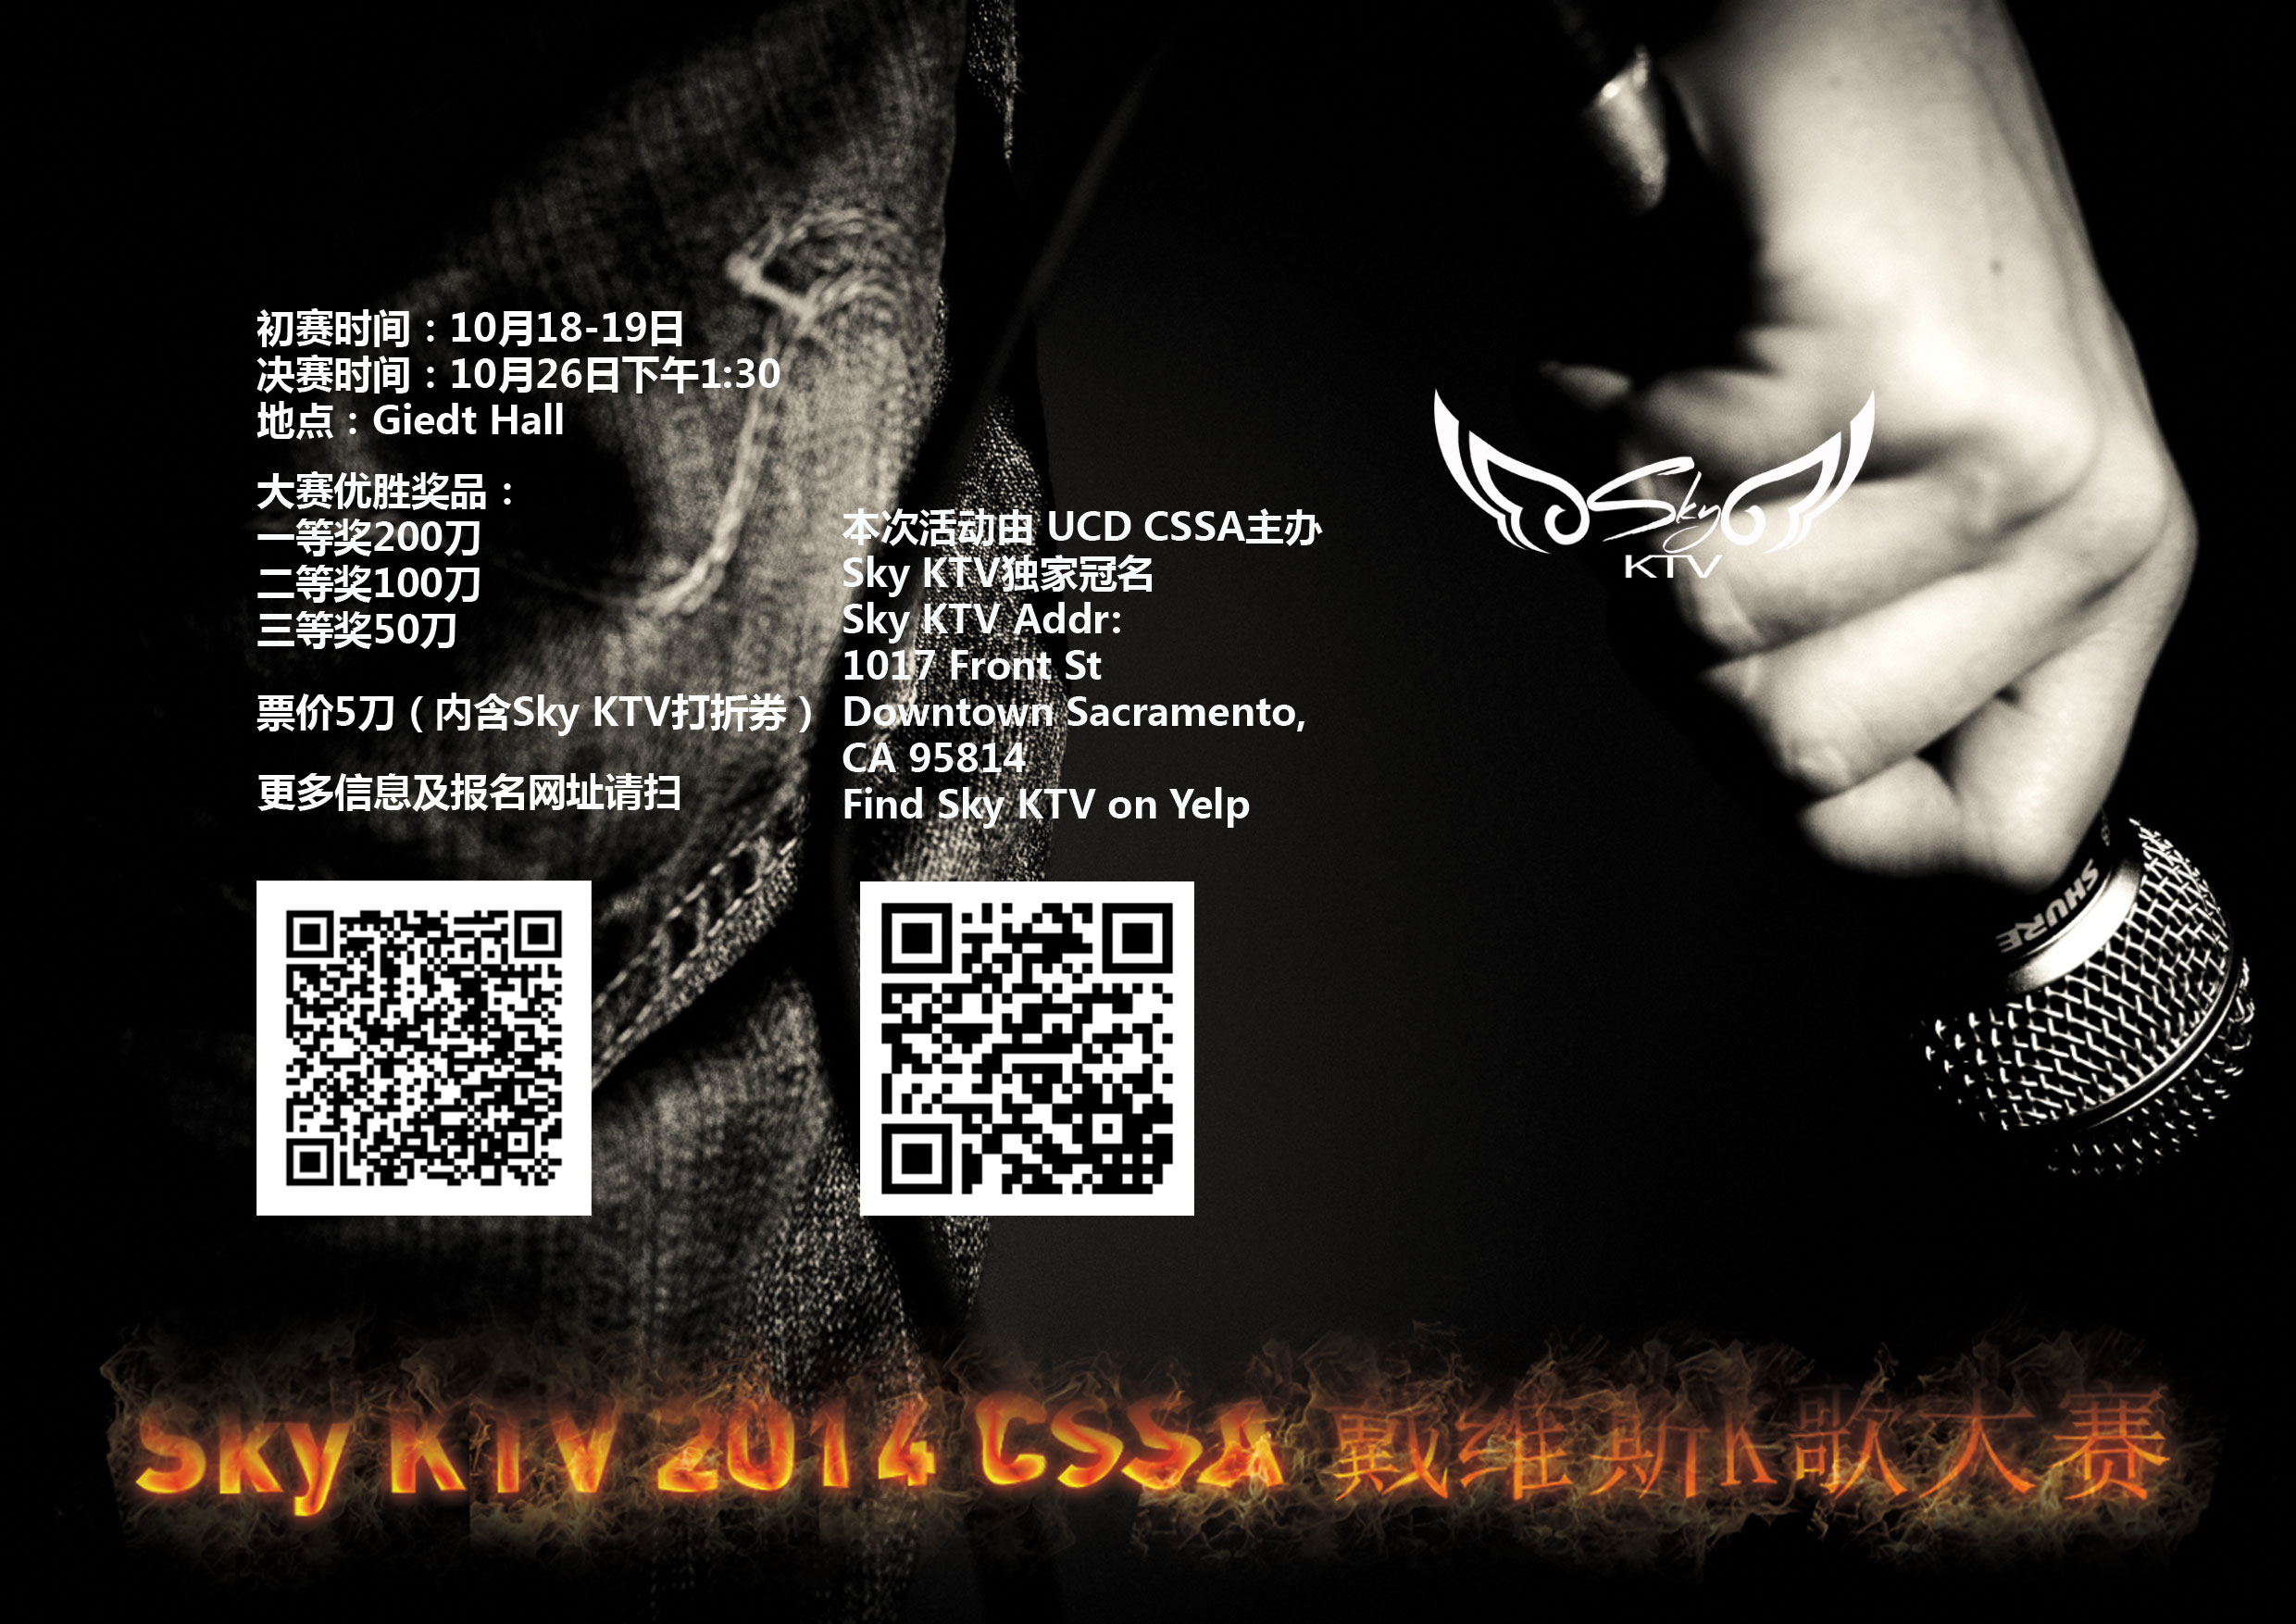 初赛时间：10月18-19日
决赛时间：10月26日下午1:30
地点：Giedt Hall
大赛优胜奖品：
一等奖200刀
二等奖100刀
三等奖50刀
票价5刀（内含Sky KTV打折券）
更多信息及报名网址请扫
本次活动由 UCD CSSA主办
Sky KTV独家冠名
Sky KTV Addr:
1017 Front St
Downtown Sacramento,
CA 95814
Find Sky KTV on Yelp
Sky
KTV
SHURE
Sky KTV 2014 CSSA 戴维斯K歌大赛